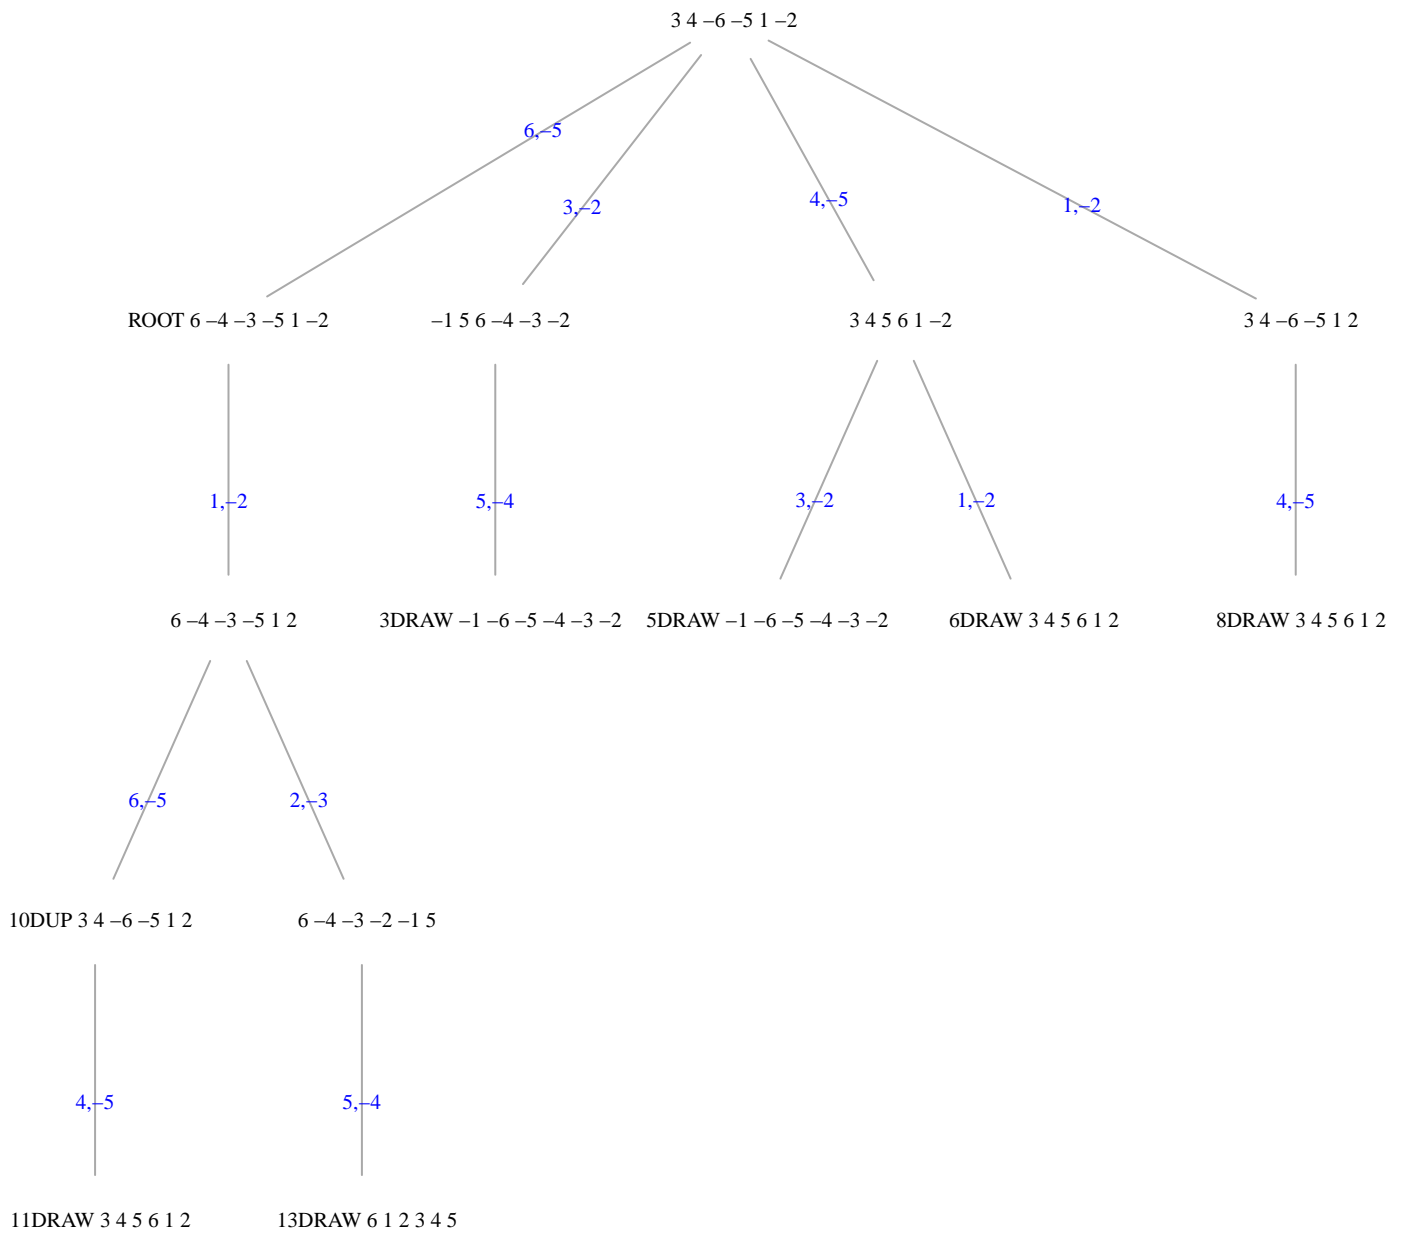 3 4 –6 –5 1 –2
6,–5
3,–2
4,–5
1,–2
ROOT 6 –4 –3 –5 1 –2
–1 5 6 –4 –3 –2
3 4 5 6 1 –2
3 4 –6 –5 1 2
1,–2
5,–4
3,–2
1,–2
4,–5
6 –4 –3 –5 1 2
3DRAW –1 –6 –5 –4 –3 –2
5DRAW –1 –6 –5 –4 –3 –2
6DRAW 3 4 5 6 1 2
8DRAW 3 4 5 6 1 2
6,–5
2,–3
10DUP 3 4 –6 –5 1 2
6 –4 –3 –2 –1 5
4,–5
5,–4
11DRAW 3 4 5 6 1 2
13DRAW 6 1 2 3 4 5